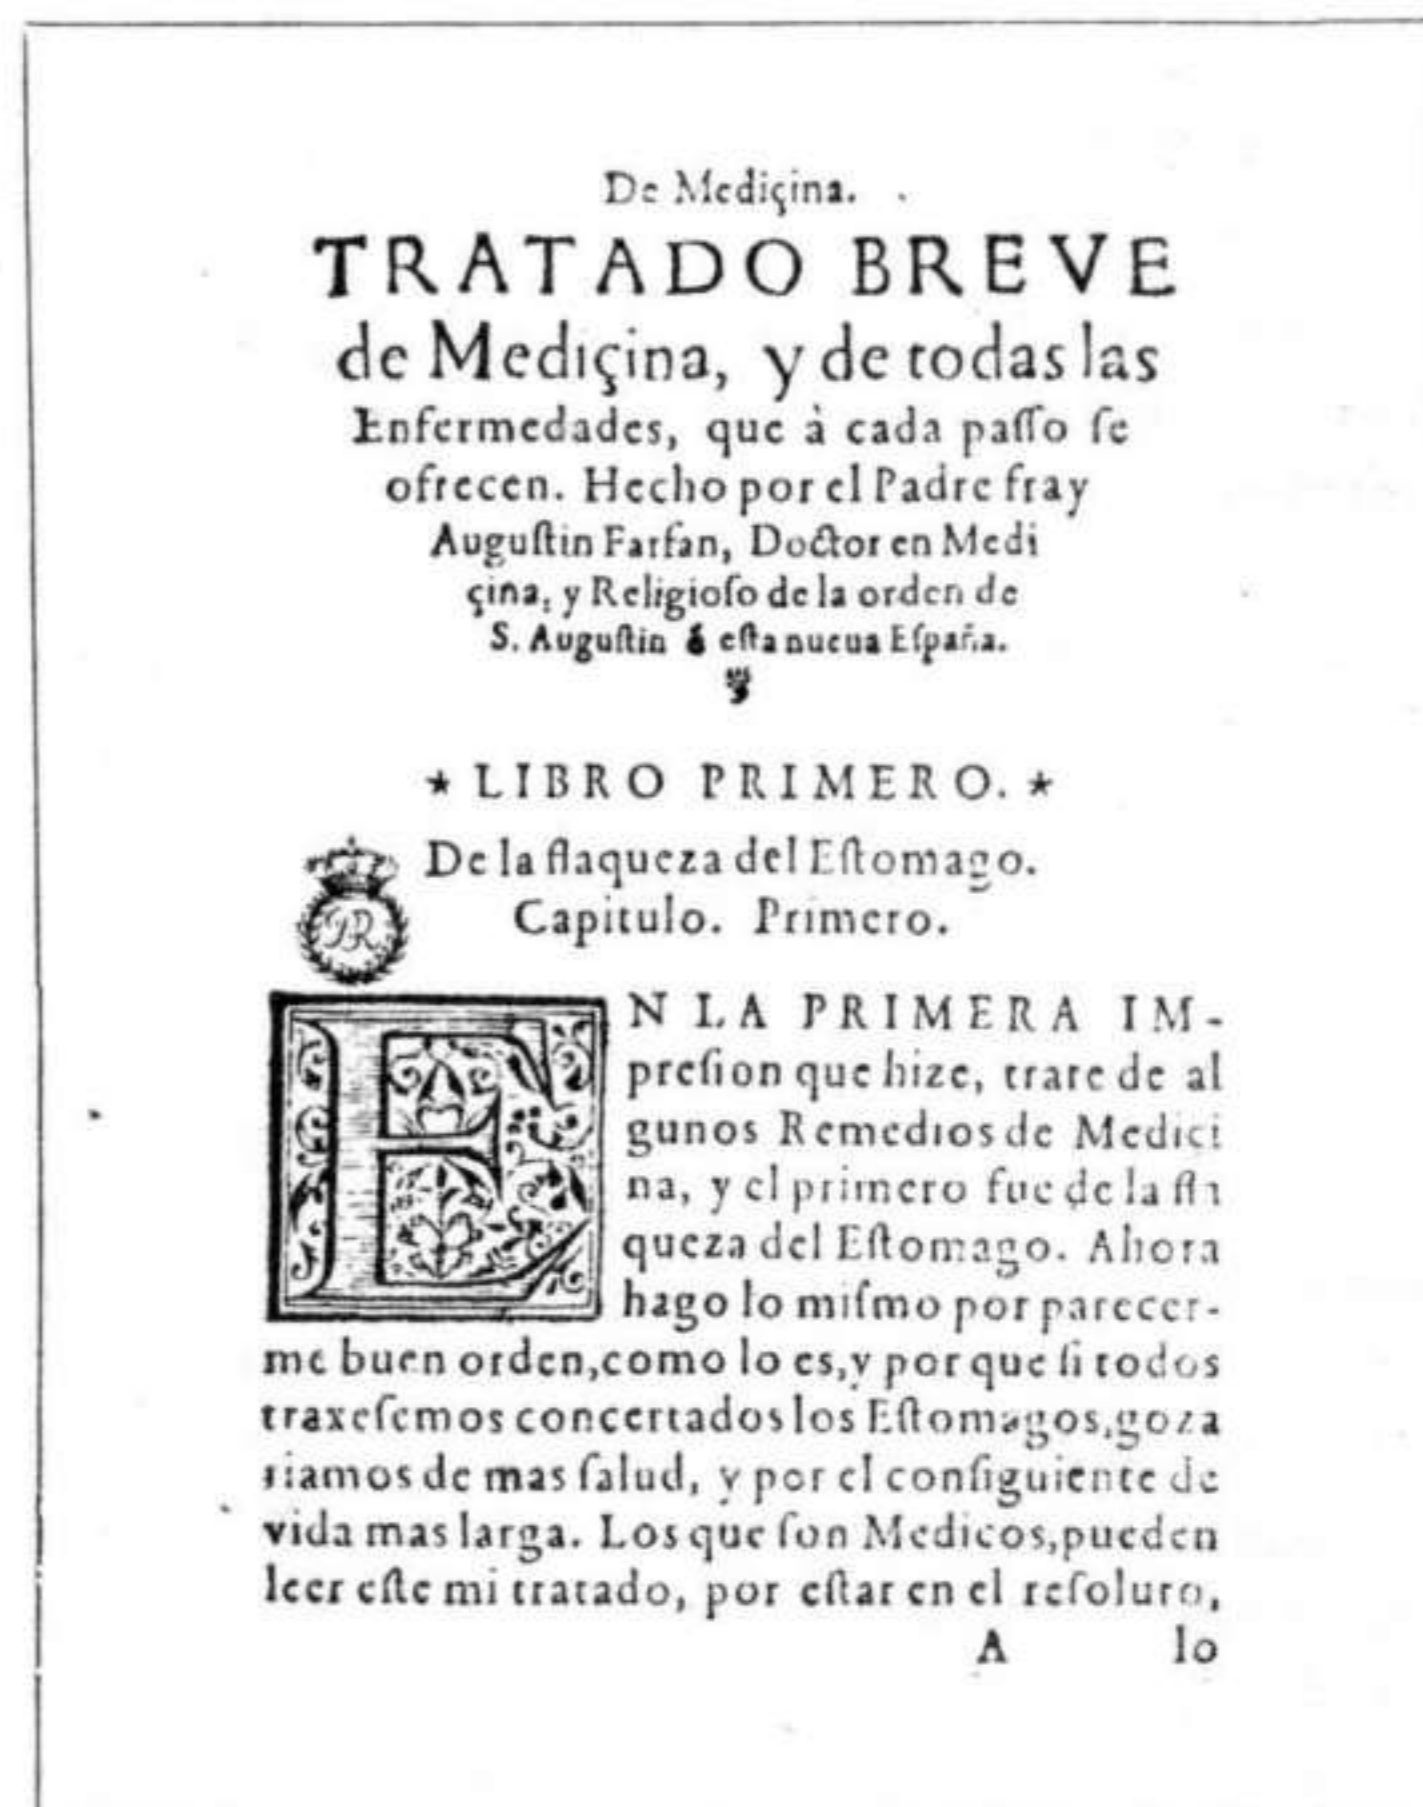 De Mediçina.
TRATADO BREVE
de Mediçina, y de todas las
Enfermedades, que à cada paſſo ſe
ofrecen. Hecho por el Padre fray
Auguſtin Farfan, Doctor en Medi
çina, y Religioſo de la orden de
S. Auguſtin eſta nueua Eſpaña.
★ LIBRO PRIMERO. ★
De la flaqueza del Eſtomago.
Capitulo. Primero.
EN LA PRIMERA IM-
preſion que hize, trate de al
gunos Remedios de Medici
na, y el primero fue de la fla
queza del Eſtomago. Ahora
hago lo miſmo por parecer-
me buen orden, como lo es, y por que ſi todos
traxeſemos concertados los Eſtomagos, goza
riamos de mas ſalud, y por el conſiguiente de
vida mas larga. Los que ſon Medicos, pueden
leer eſte mi tratado, por eſtar en el reſoluto,
A lo